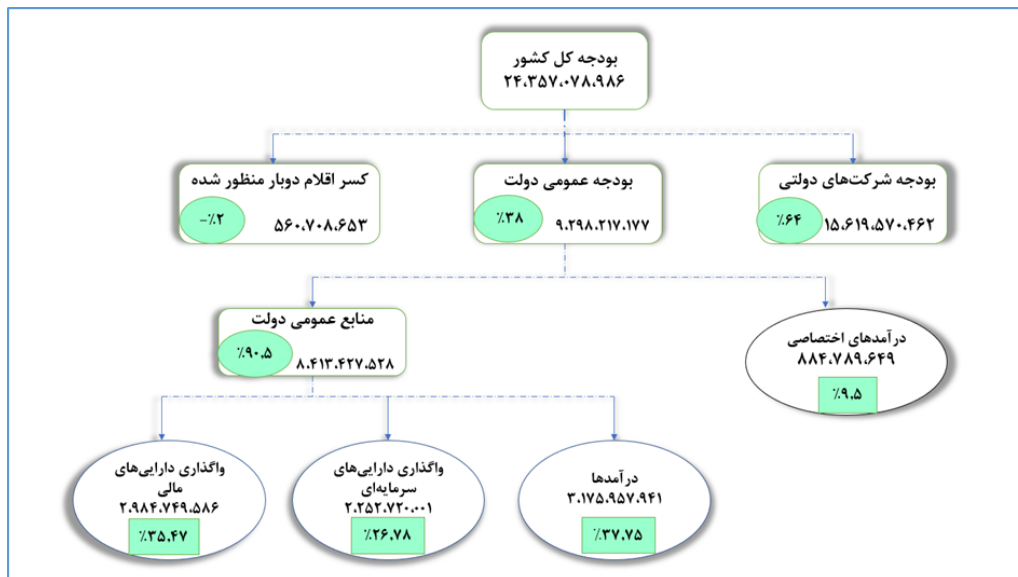 بودجه کل کشور
۲۴،۳۵۷،۰۷۸،۹۸۶
بودجه شرکت‌های دولتی
۱۵،۶۱۹،۵۷۰،۴۶۲
٪۶۴
بودجه عمومی دولت
۹،۲۹۸،۲۱۷،۱۷۷
٪۳۸
کسر اقلام دوبار منظور شده
۵۶۰،۷۰۸،۶۵۳
-٪۲
درآمدهای اختصاصی
۸۸۴،۷۸۹،۶۴۹
٪۹.۵
منابع عمومی دولت
۸،۴۱۳،۴۲۷،۵۲۸
٪۹۰.۵
درآمدها
۳،۱۷۵،۹۵۷،۹۴۱
٪۳۷.۷۵
واگذاری دارایی‌های
سرمایه‌ای
۲،۲۵۲،۷۲۰،۰۰۱
٪۲۶.۷۸
واگذاری دارایی‌های
مالی
۲،۹۸۴،۷۴۹،۵۸۶
٪۳۵.۴۷